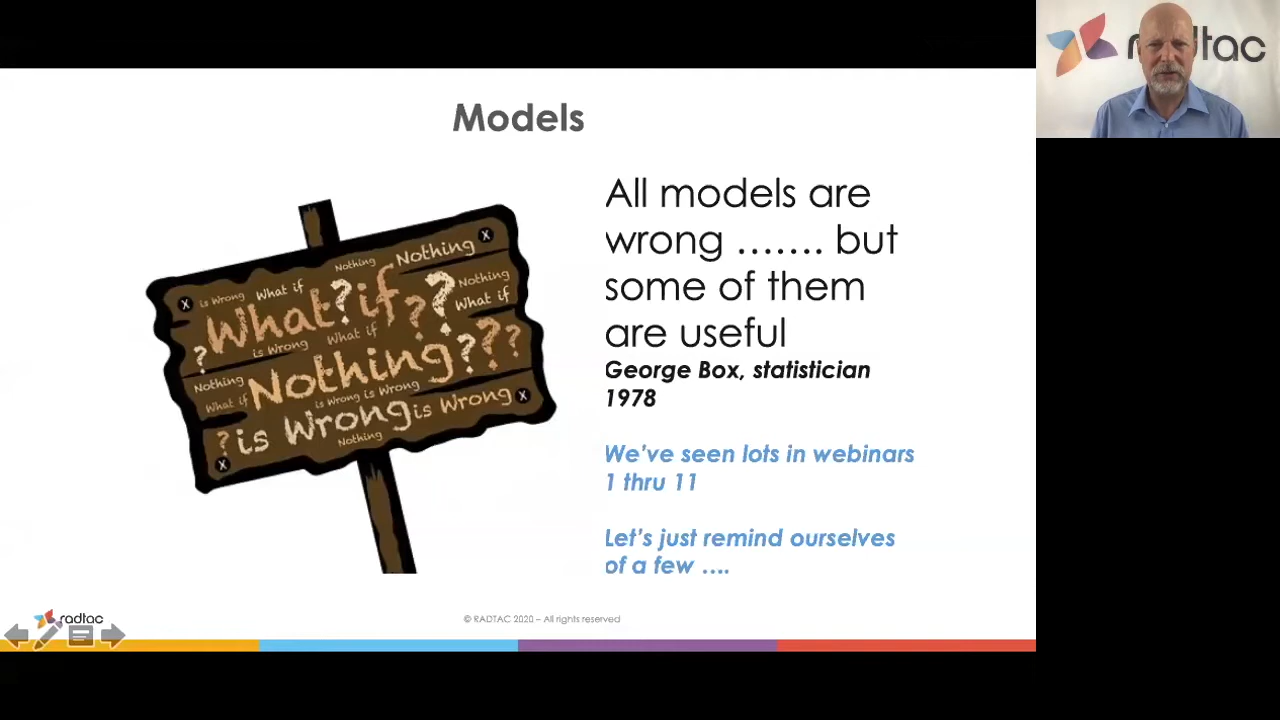 radtac
Models
All models are
wrong ……. but
some of them
are useful
George Box, statistician
1978
We've seen lots in webinars
1 thru 11
Let's just remind ourselves
of a few ….
Nothing
Nothing
X
is Wrong
What if
Nothing
X
What if
?
if
?
?
What if
is Wrong
What if
?
Nothing
?
?
?
Nothing
What if
is Wrong
is Wrong
?
is Wrong
is Wrong
X
Nothing
X
radtac
© RADTAC 2020 – All rights reserved